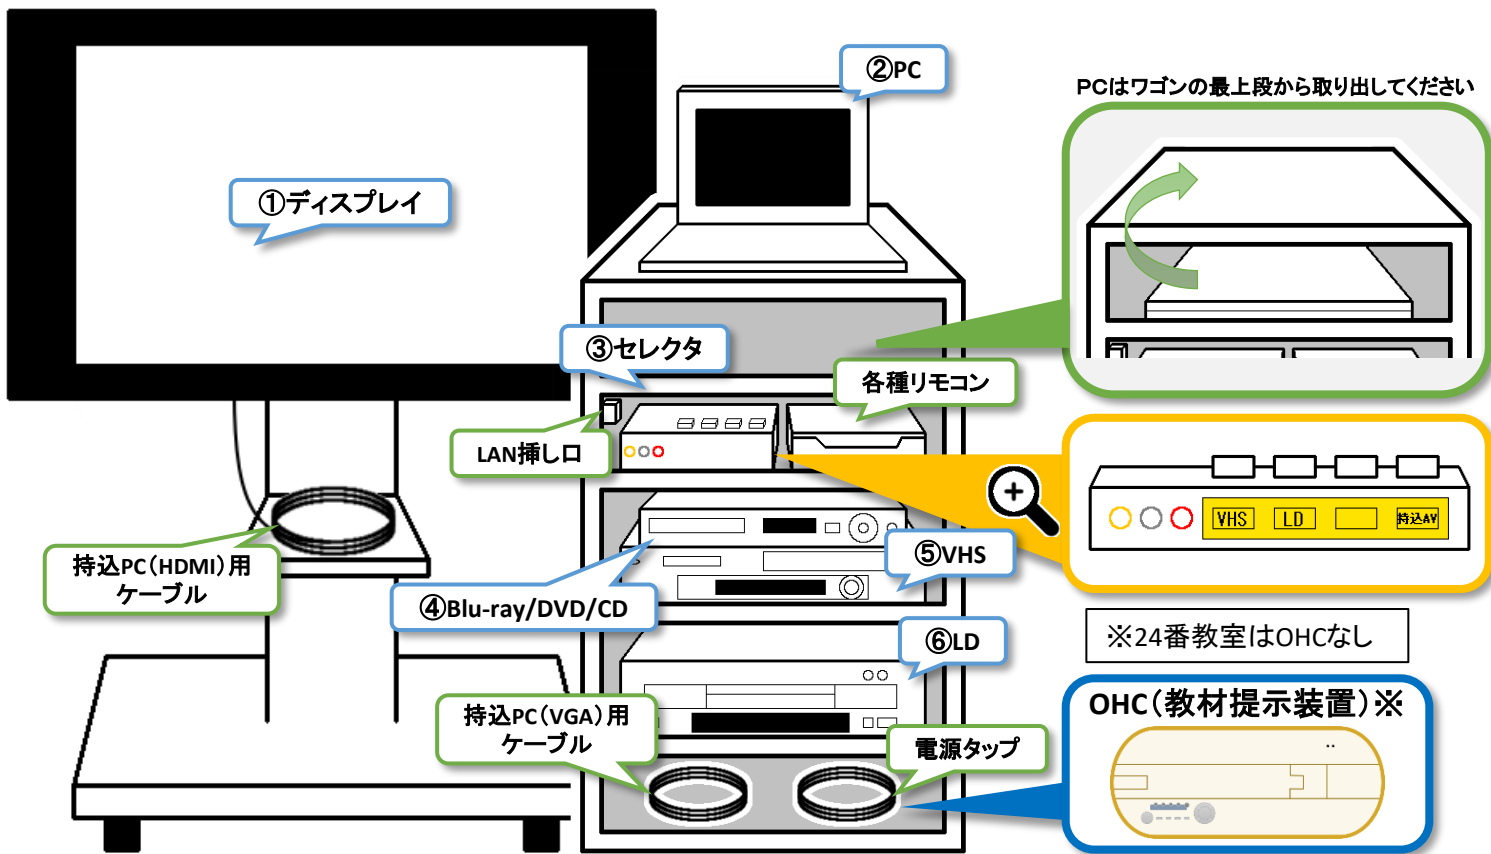 ②PC
PCはワゴンの最上段から取り出してください
①ディスプレイ
③セレクタ
各種リモコン
LAN挿し口
VHS
LD
持込AV
持込PC(HDMI)用
ケーブル
⑤VHS
④Blu-ray/DVD/CD
※24番教室はOHCなし
⑥LD
持込PC(VGA)用
ケーブル
電源タップ
OHC(教材提示装置)※